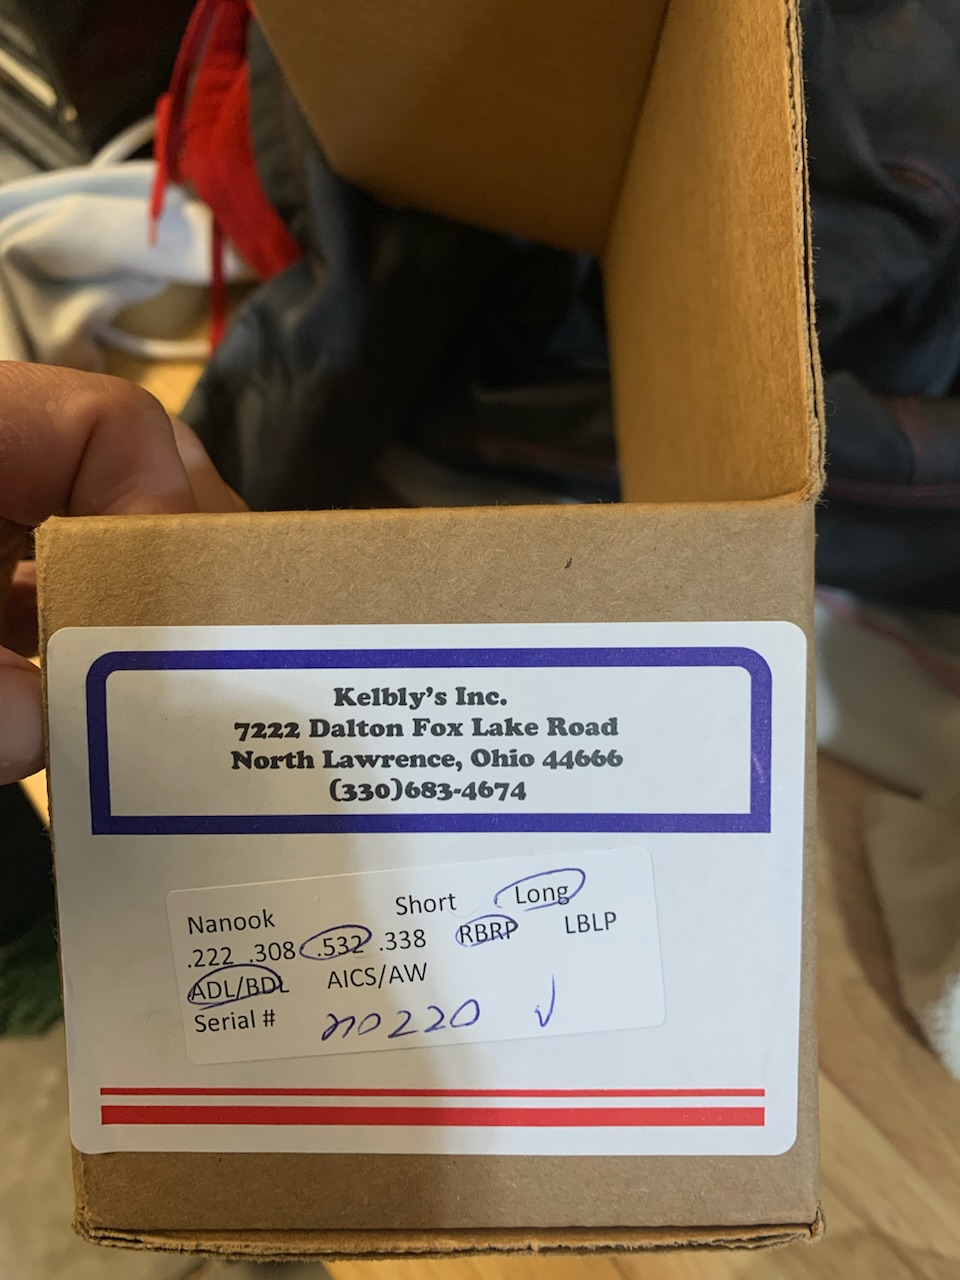 Kelbly's Inc.
7222 Dalton Fox Lake Road
North Lawrence, Ohio 44666
(330)683-4674
Nanook Short Long
.222 .308 .532 .338 RBRP LBLP
ADL/BDL AICS/AW
Serial # n0220